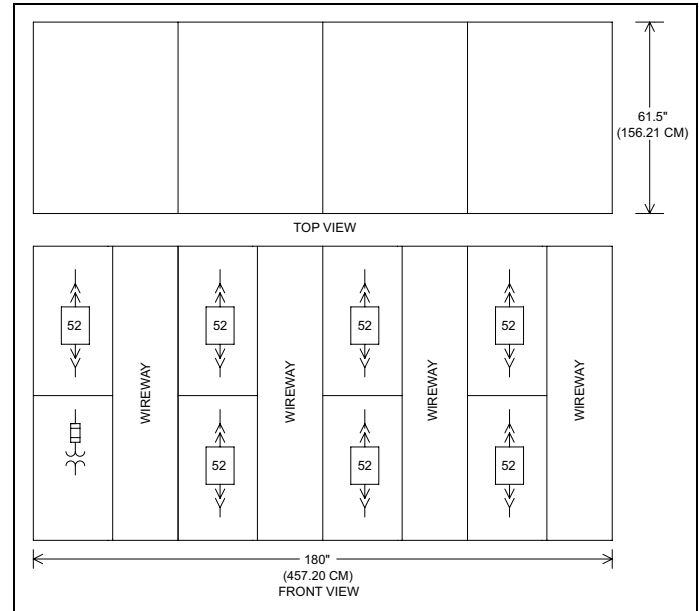 61.5"
(156.21 CM)
TOP VIEW
52
52
52
52
WIREWAY
WIREWAY
WIREWAY
WIREWAY
52
52
52
180"
(457.20 CM)
FRONT VIEW